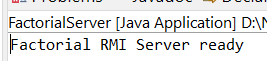 FactorialServer [Java Application] D:\
Factorial RMI Server ready